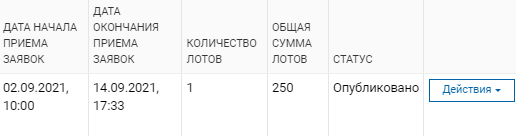 ДАТА НАЧАЛА ПРИЕМА ЗАЯВОК
ДАТА ОКОНЧАНИЯ ПРИЕМА ЗАЯВОК
КОЛИЧЕСТВО ЛОТОВ
ОБЩАЯ СУММА ЛОТОВ
СТАТУС
02.09.2021, 10:00
14.09.2021, 17:33
1
250
Опубликовано
Действия